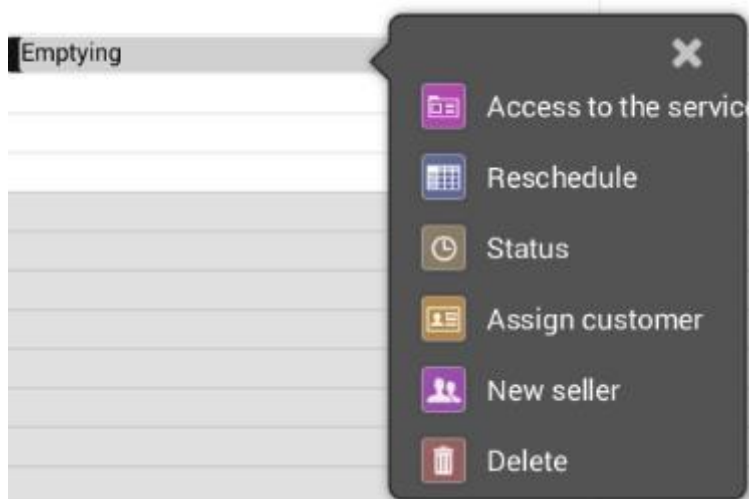 Emptying
Access to the servic
Reschedule
Status
Assign customer
New seller
Delete